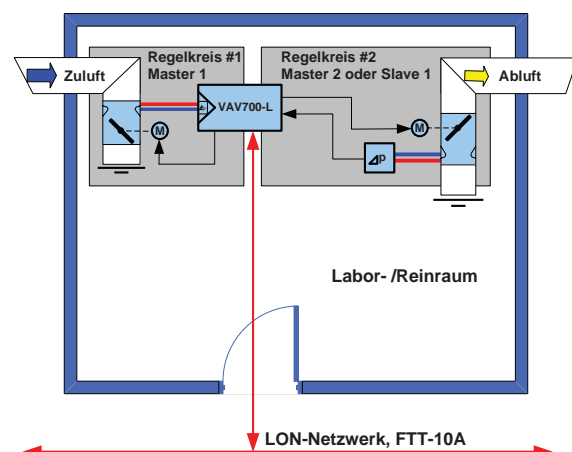 Regelkreis #1
Master 1
Regelkreis #2
Master 2 oder Slave 1
Zuluft
Abluft
VAV700-L
M
M
Δp
Labor- /Reinraum
LON-Netzwerk, FTT-10A